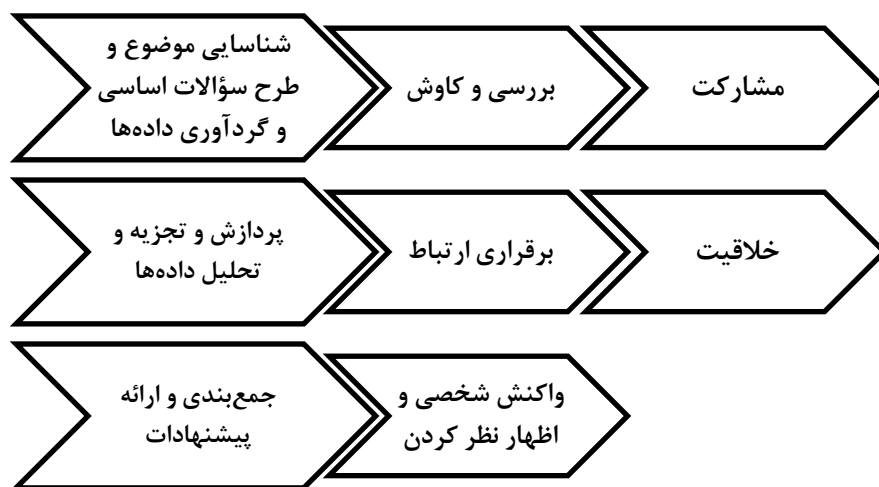 شناسایی موضوع و
طرح سؤالات اساسی
و گردآوری داده‌ها
بررسی و کاوش
مشارکت
پردازش و تجزیه و
تحلیل داده‌ها
برقراری ارتباط
خلاقیت
جمع‌بندی و ارائه
پیشنهادات
واکنش شخصی و
اظهار نظر کردن